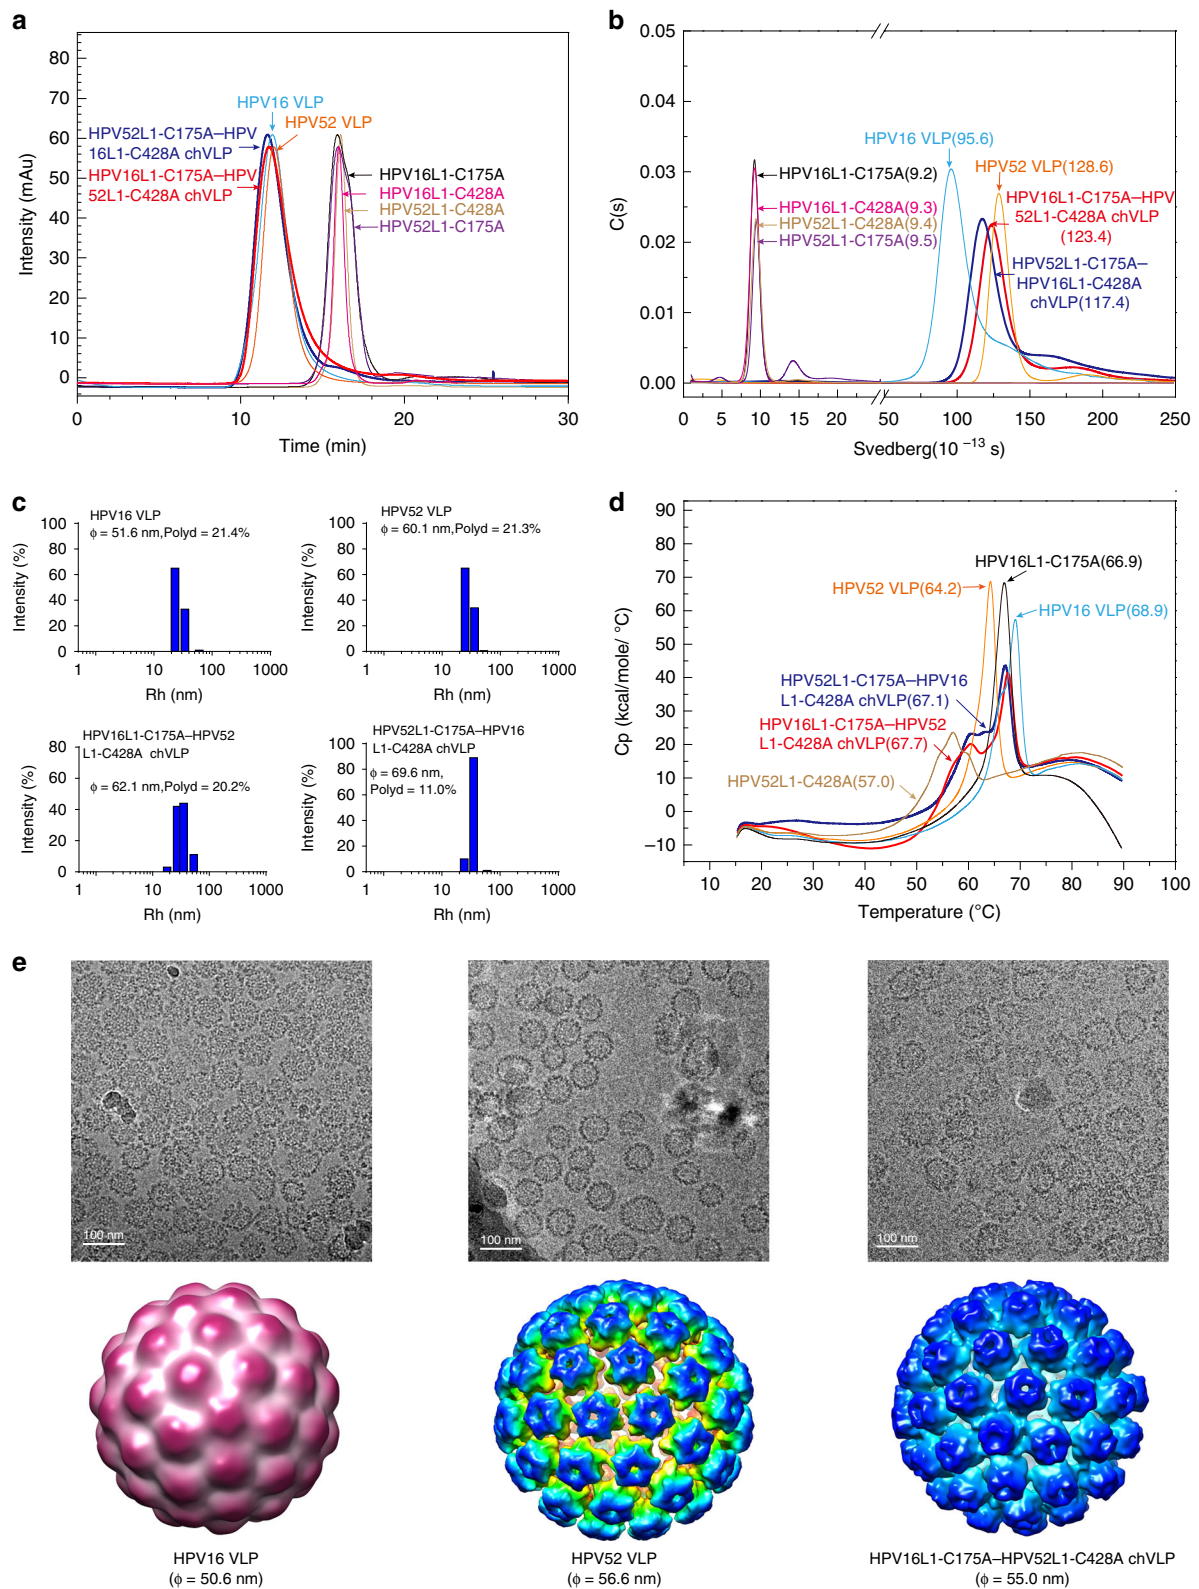 a
80
70
60
50
40
30
20
10
0
Intensity (mAu)
0
10
20
30
Time (min)
HPV16 VLP
HPV52 VLP
HPV52L1-C175A–HPV
16L1-C428A chVLP
HPV16L1-C175A–HPV
52L1-C428A chVLP
HPV16L1-C175A
HPV16L1-C428A
HPV52L1-C428A
HPV52L1-C175A
b
0.05
0.04
0.03
0.02
0.01
0.00
C(s)
0
5
10
15
20
50
100
150
200
250
Svedberg(10 −13 s)
HPV16 VLP(95.6)
HPV52 VLP(128.6)
HPV16L1-C175A(9.2)
HPV16L1-C428A(9.3)
HPV52L1-C428A(9.4)
HPV52L1-C175A(9.5)
HPV16L1-C175A–HPV
52L1-C428A chVLP
(123.4)
HPV52L1-C175A–
HPV16L1-C428A
chVLP(117.4)
c
HPV16 VLP
ϕ = 51.6 nm,Polyd = 21.4%
100
80
60
40
20
0
Intensity (%)
1
10
100
1000
Rh (nm)
HPV52 VLP
ϕ = 60.1 nm,Polyd = 21.3%
100
80
60
40
20
0
Intensity (%)
1
10
100
1000
Rh (nm)
HPV16L1-C175A–HPV52
L1-C428A chVLP
ϕ = 62.1 nm,Polyd = 20.2%
80
60
40
20
0
Intensity (%)
1
10
100
1000
Rh (nm)
HPV52L1-C175A–HPV16
L1-C428A chVLP
ϕ = 69.6 nm,
Polyd = 11.0%
100
80
60
40
20
0
Intensity (%)
1
10
100
1000
Rh (nm)
d
90
80
70
60
50
40
30
20
10
0
−10
Cp (kcal/mole/ °C)
10
20
30
40
50
60
70
80
90
100
Temperature (°C)
HPV16L1-C175A(66.9)
HPV52 VLP(64.2)
HPV16 VLP(68.9)
HPV52L1-C175A–HPV16
L1-C428A chVLP(67.1)
HPV16L1-C175A–HPV52
L1-C428A chVLP(67.7)
HPV52L1-C428A(57.0)
e
100 nm
100 nm
100 nm
HPV16 VLP
(ϕ = 50.6 nm)
HPV52 VLP
(ϕ = 56.6 nm)
HPV16L1-C175A–HPV52L1-C428A chVLP
(ϕ = 55.0 nm)